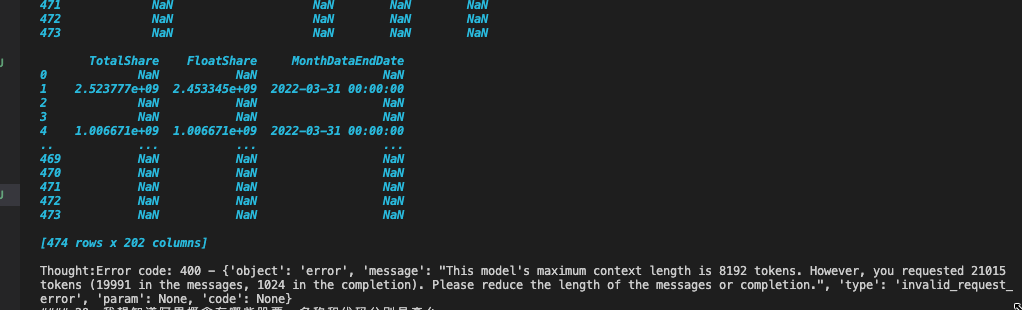 471 NaN NaN NaN NaN
472 NaN NaN NaN NaN
473 NaN NaN NaN NaN
TotalShare FloatShare MonthDataEndDate
0 NaN NaN NaN
1 2.523777e+09 2.453345e+09 2022-03-31 00:00:00
2 NaN NaN NaN
3 NaN NaN NaN
4 1.006671e+09 1.006671e+09 2022-03-31 00:00:00
.. ... ... ...
469 NaN NaN NaN
470 NaN NaN NaN
471 NaN NaN NaN
472 NaN NaN NaN
473 NaN NaN NaN
[474 rows x 202 columns]
Thought:Error code: 400 - {'object': 'error', 'message': "This model's maximum context length is 8192 tokens. However, you requested 21015
tokens (19991 in the messages, 1024 in the completion). Please reduce the length of the messages or completion.", 'type': 'invalid_request_
error', 'param': None, 'code': None}